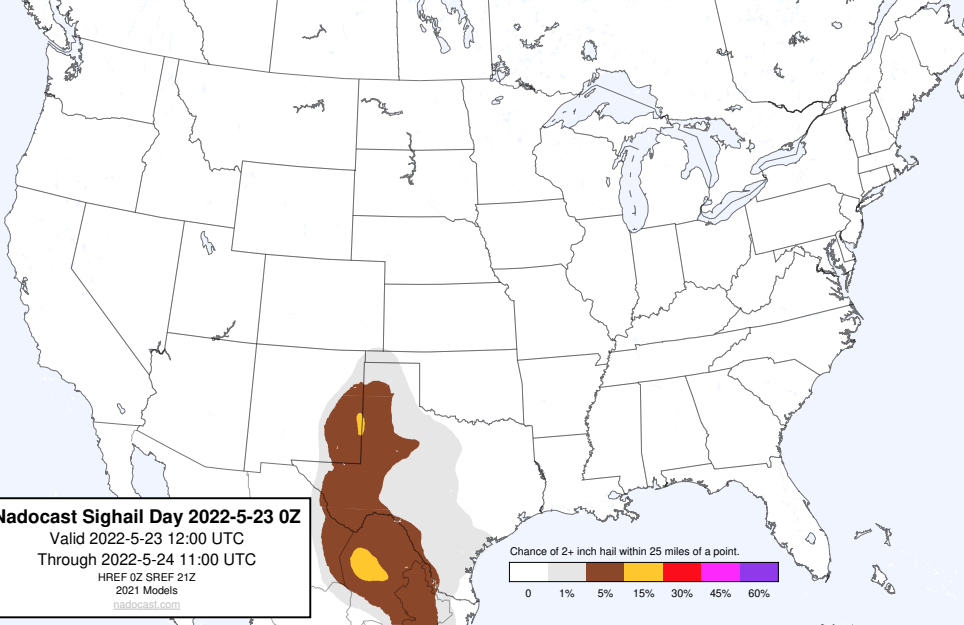 Nadocast Sighail Day 2022-5-23 0Z
Valid 2022-5-23 12:00 UTC
Through 2022-5-24 11:00 UTC
HREF 0Z SREF 21Z
2021 Models
nadocast.com
Chance of 2+ inch hail within 25 miles of a point.
0 1% 5% 15% 30% 45% 60%